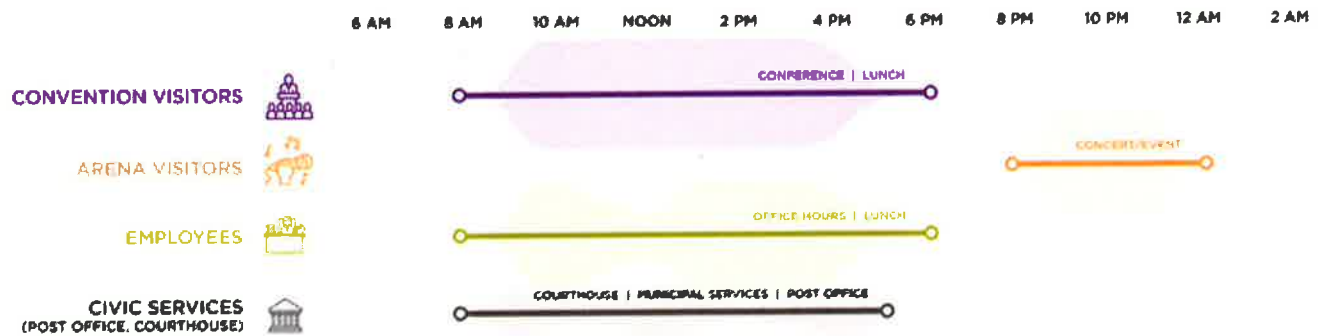 6 AM 8 AM 10 AM NOON 2 PM 4 PM 6 PM 8 PM 10 PM 12 AM 2 AM
CONFERENCE | LUNCH
CONVENTION VISITORS
CONCERT/EVENT
ARENA VISITORS
OFFICE HOURS | LUNCH
EMPLOYEES
COURTHOUSE | MUNICIPAL SERVICES | POST OFFICE
CIVIC SERVICES
(POST OFFICE, COURTHOUSE)